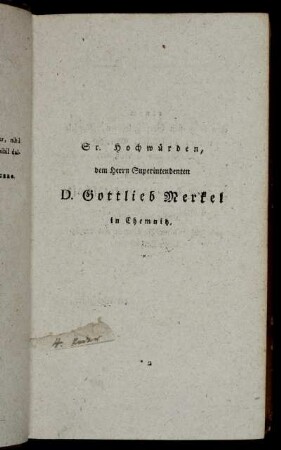 Sr. Hochwürden,
dem Herrn Superintendenten
D. Gottlieb Merkel
in Chemnitz.